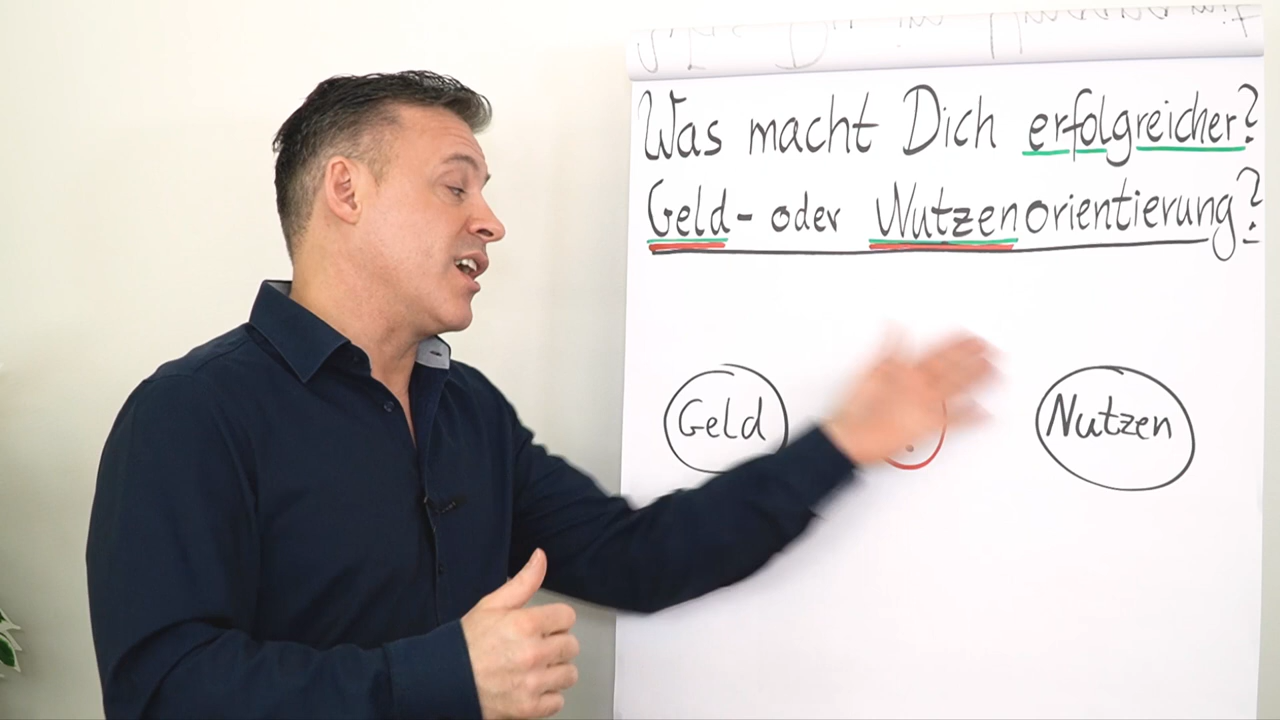 Was macht Dich erfolgreicher?
Geld- oder Nutzenorientierung?
Geld
Nutzen